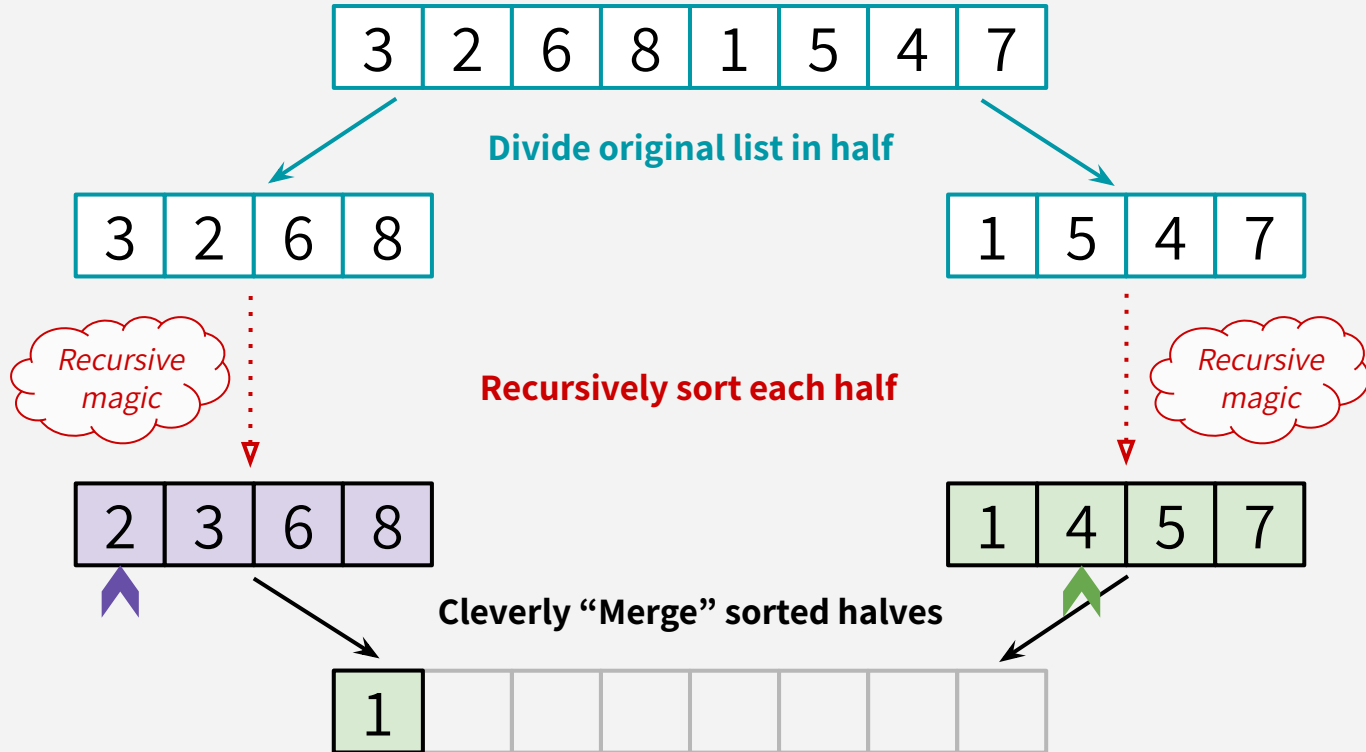 3 2 6 8 1 5 4 7
Divide original list in half
3 2 6 8
1 5 4 7
Recursive
magic
Recursively sort each half
Recursive
magic
2 3 6 8
1 4 5 7
Cleverly “Merge” sorted halves
1